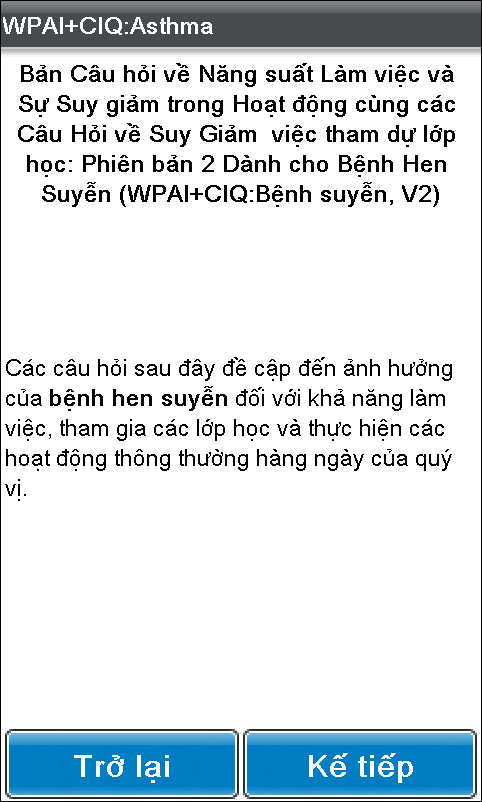 WPAI+CIQ:Asthma
Bản Câu hỏi về Năng suất Làm việc và
Sự Suy giảm trong Hoạt động cùng các
Câu Hỏi về Suy Giảm  việc tham dự lớp
học: Phiên bản 2 Dành cho Bệnh Hen
Suyễn (WPAI+CIQ:Bệnh suyễn, V2)
Các câu hỏi sau đây đề cập đến ảnh hưởng
của bệnh hen suyễn đối với khả năng làm
việc, tham gia các lớp học và thực hiện các
hoạt động thông thường hàng ngày của quý
vị.
Trở lại
Kế tiếp